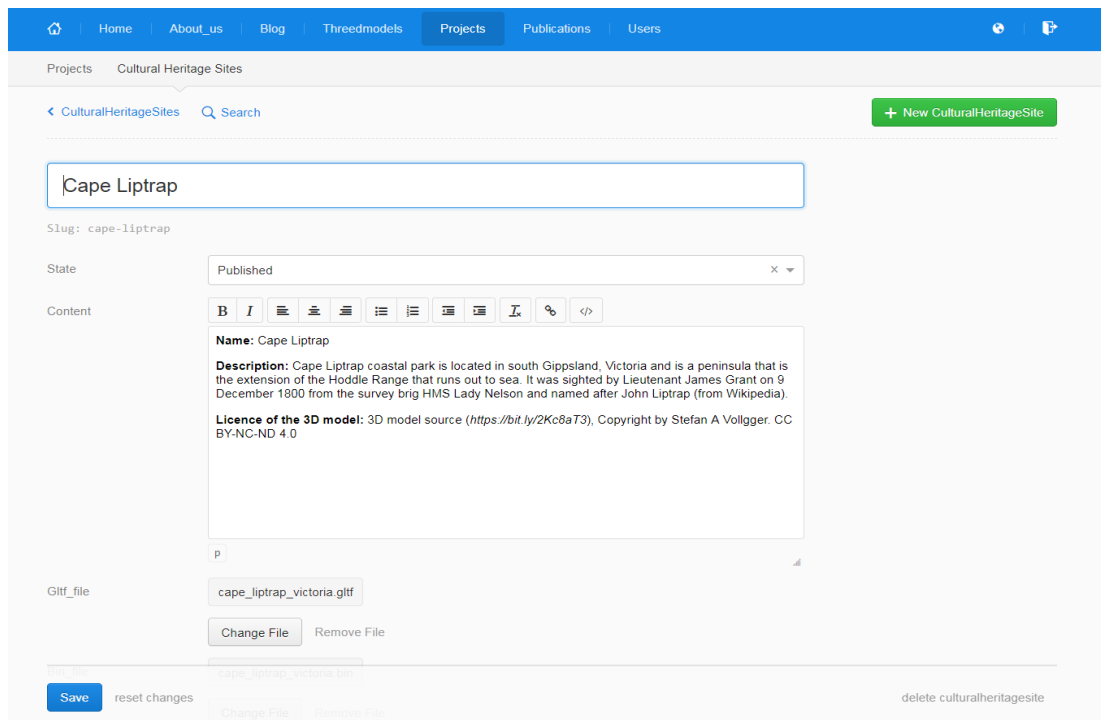 Home About_us Blog Threedmodels Projects Publications Users
Projects Cultural Heritage Sites
CulturalHeritageSites Search + New CulturalHeritageSite
Cape Liptrap
Slug: cape-liptrap
State Published × 
Content B I </>
Name: Cape Liptrap
Description: Cape Liptrap coastal park is located in south Gippsland, Victoria and is a peninsula that is
the extension of the Hoddle Range that runs out to sea. It was sighted by Lieutenant James Grant on 9
December 1800 from the survey brig HMS Lady Nelson and named after John Liptrap (from Wikipedia).
Licence of the 3D model: 3D model source (https://bit.ly/2Kc8aT3), Copyright by Stefan A Vollgger. CC
BY-NC-ND 4.0
p
Gltf_file cape_liptrap_victoria.gltf
Change File Remove File
Bin_file cape_liptrap_victoria.bin
Save reset changes delete culturalheritagesite
Change File Remove File